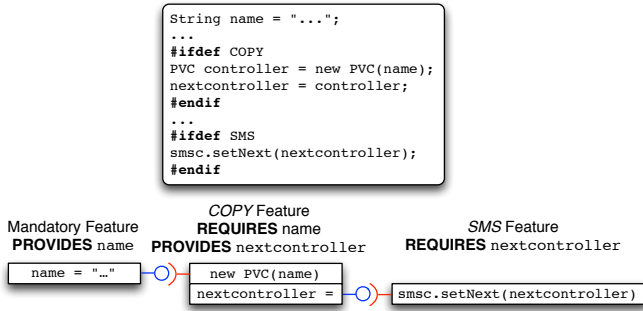 String name = "...";
...
#ifdef COPY
PVC controller = new PVC(name);
nextcontroller = controller;
#endif
...
#ifdef SMS
smsc.setNext(nextcontroller);
#endif
Mandatory Feature
PROVIDES name
COPY Feature
REQUIRES name
PROVIDES nextcontroller
SMS Feature
REQUIRES nextcontroller
name = "…"
new PVC(name)
nextcontroller =
smsc.setNext(nextcontroller)